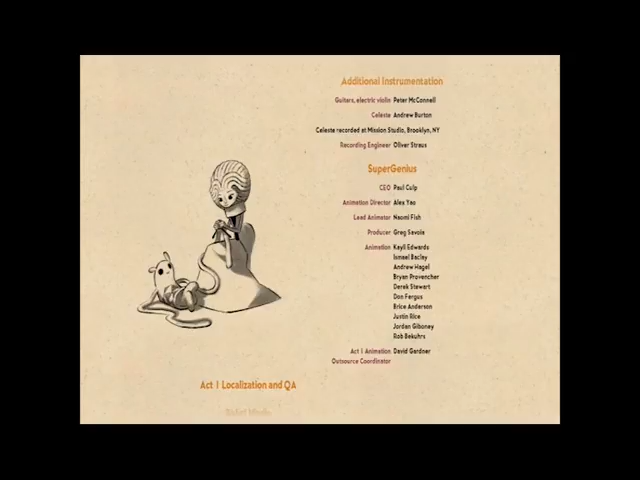 Additional Instrumentation
Guitars, electric violin Peter McConnell
Celeste Andrew Burton
Celeste recorded at Mission Studio, Brooklyn, NY
Recording Engineer Oliver Straus
SuperGenius
CEO Paul Culp
Animation Director Alex Yao
Lead Animator Naomi Fish
Producer Greg Savoia
Animation Kayli Edwards
Ismael Bacley
Andrew Hagel
Bryan Provencher
Derek Stewart
Don Fergus
Brice Anderson
Justin Rice
Jordan Giboney
Rob Bekuhrs
Act 1 Animation David Gardner
Outsource Coordinator
Act 1 Localization and QA